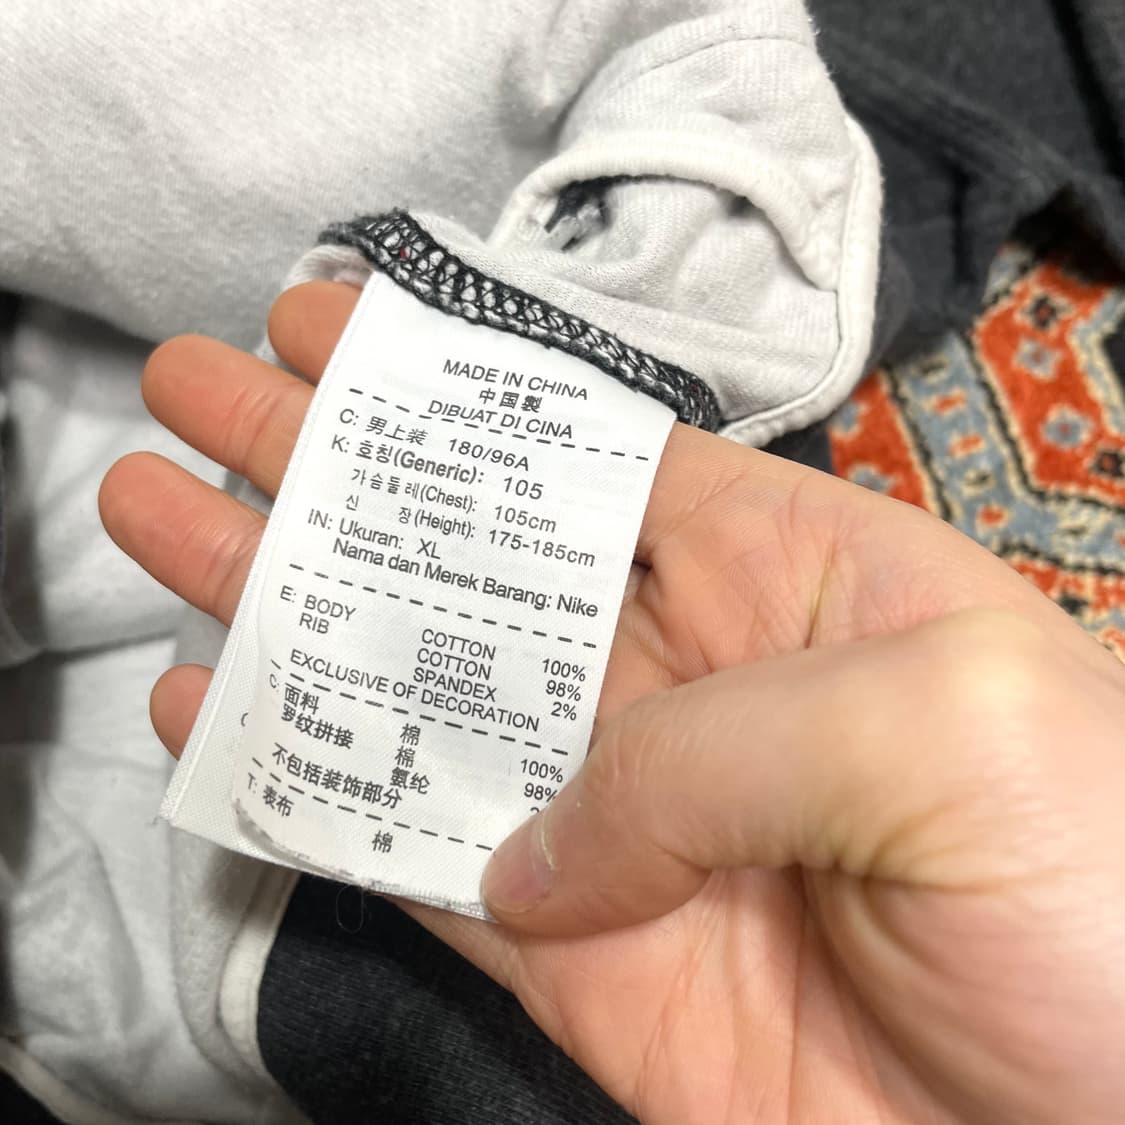 MADE IN CHINA
中国製
DIBUAT DI CINA
C: 男上装 180/96A
K: 호칭(Generic): 105
가슴둘레(Chest): 105cm
신 장(Height): 175-185cm
IN: Ukuran: XL
Nama dan Merek Barang: Nike
E: BODY COTTON 100%
RIB COTTON 98%
SPANDEX 2%
EXCLUSIVE OF DECORATION
C: 面料 棉 100%
罗纹拼接 棉 98%
氨纶
不包括装饰部分
T: 表布 棉